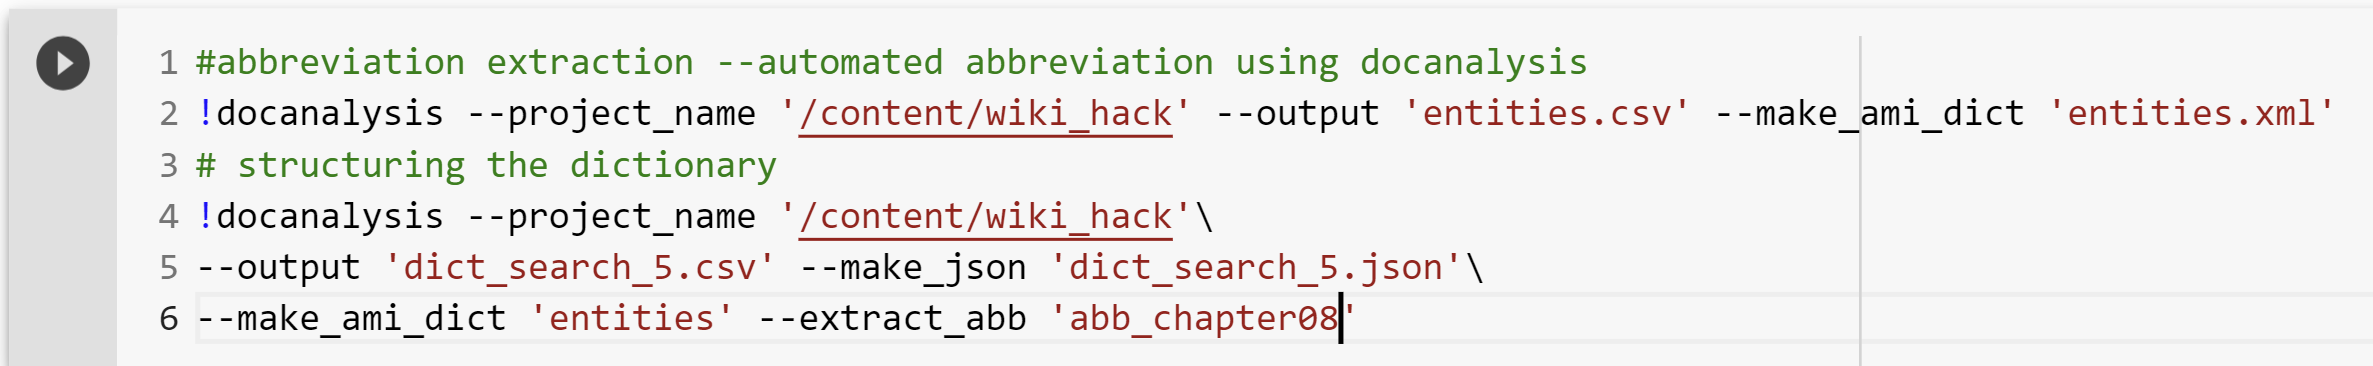 1 #abbreviation extraction --automated abbreviation using docanalysis
2 !docanalysis --project_name '/content/wiki_hack' --output 'entities.csv' --make_ami_dict 'entities.xml'
3 # structuring the dictionary
4 !docanalysis --project_name '/content/wiki_hack'\
5 --output 'dict_search_5.csv' --make_json 'dict_search_5.json'\
6 --make_ami_dict 'entities' --extract_abb 'abb_chapter08'